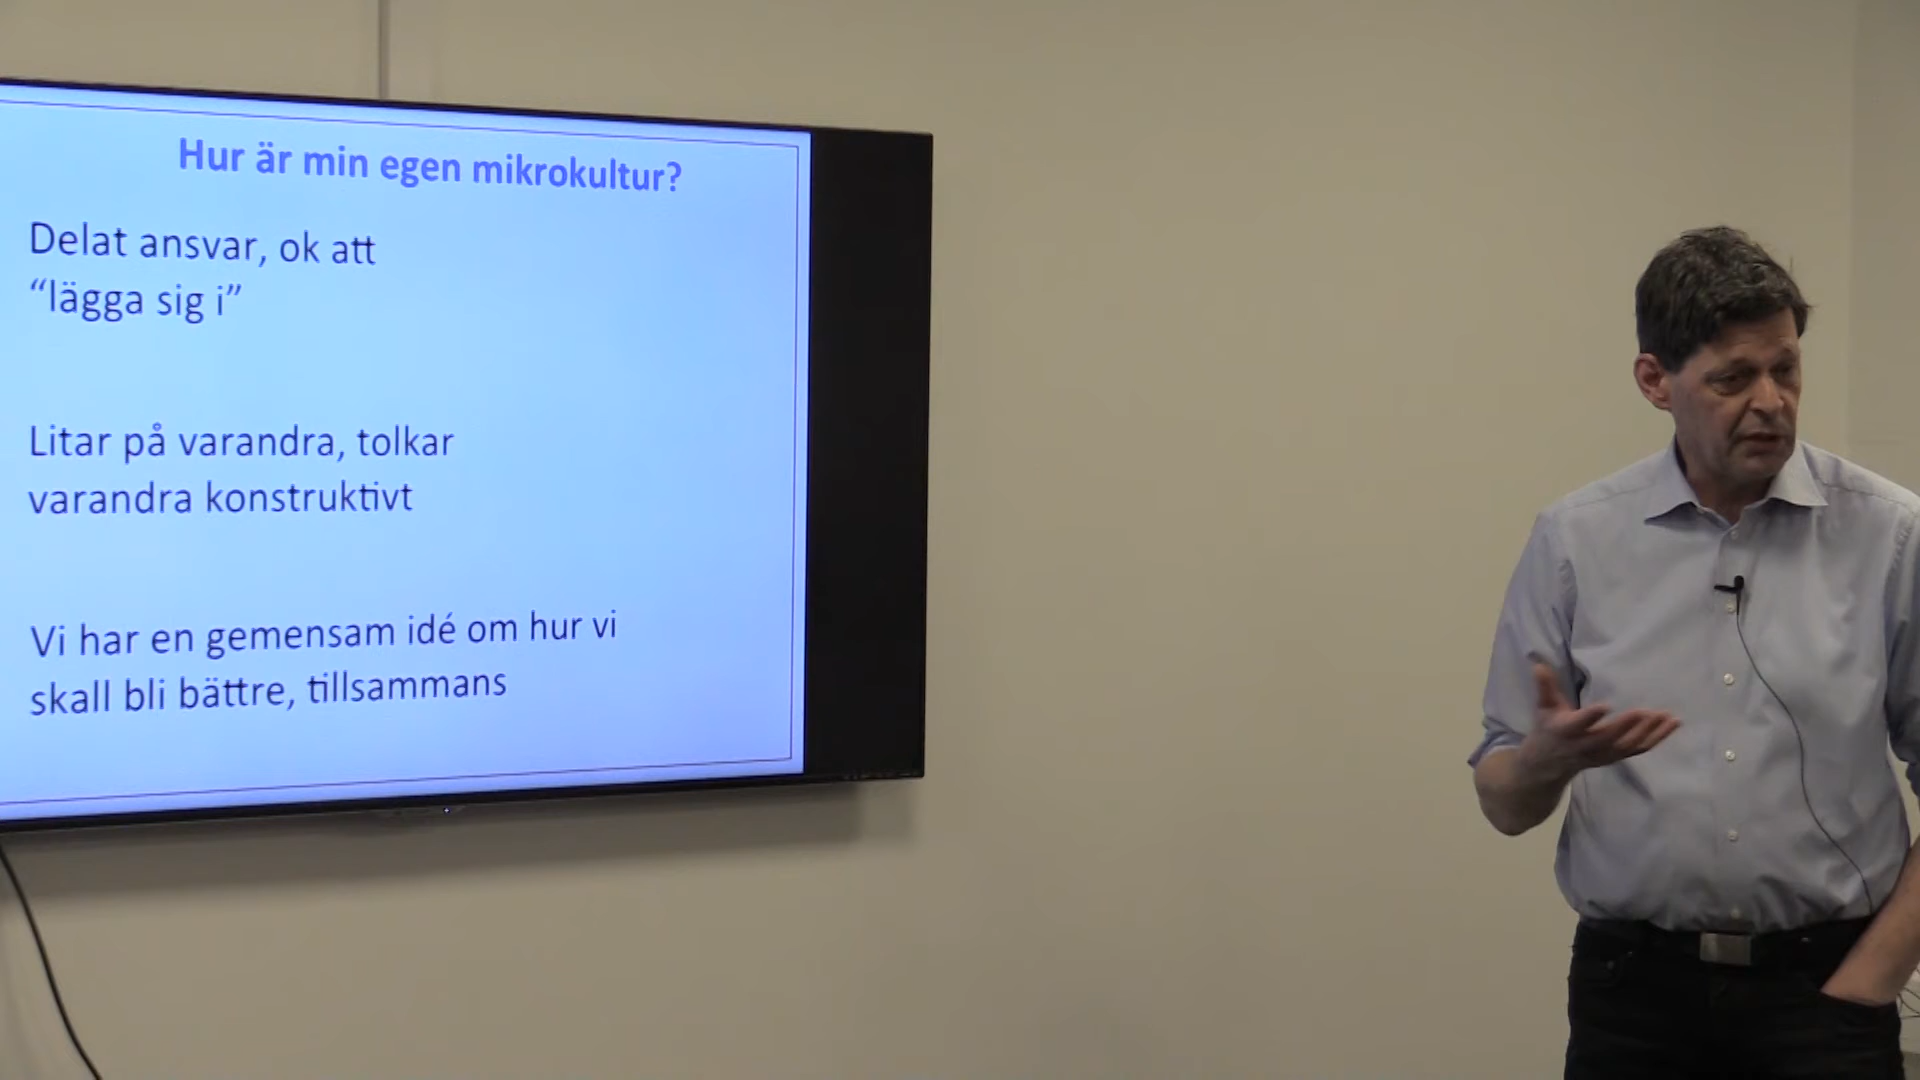 Hur är min egen mikrokultur?
Delat ansvar, ok att
“lägga sig i”
Litar på varandra, tolkar
varandra konstruktivt
Vi har en gemensam idé om hur vi
skall bli bättre, tillsammans